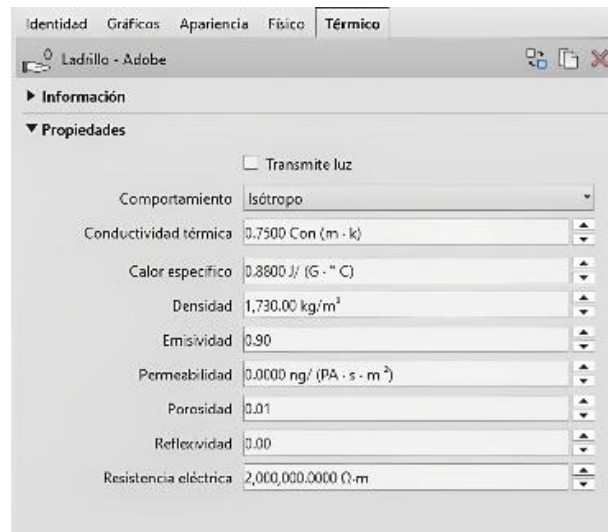 Identidad Gráficos Apariencia Físico Térmico
0 Ladrillo - Adobe
Información
Propiedades
Transmite luz
Comportamiento Isótropo
Conductividad térmica 0.7500 Con (m · k)
Calor específico 0.8800 J/ (G · ° C)
Densidad 1,730.00 kg/m³
Emisividad 0.90
Permeabilidad 0.0000 ng/ (PA · s · m ²)
Porosidad 0.01
Reflexividad 0.00
Resistencia eléctrica 2,000,000.0000 Ω·m